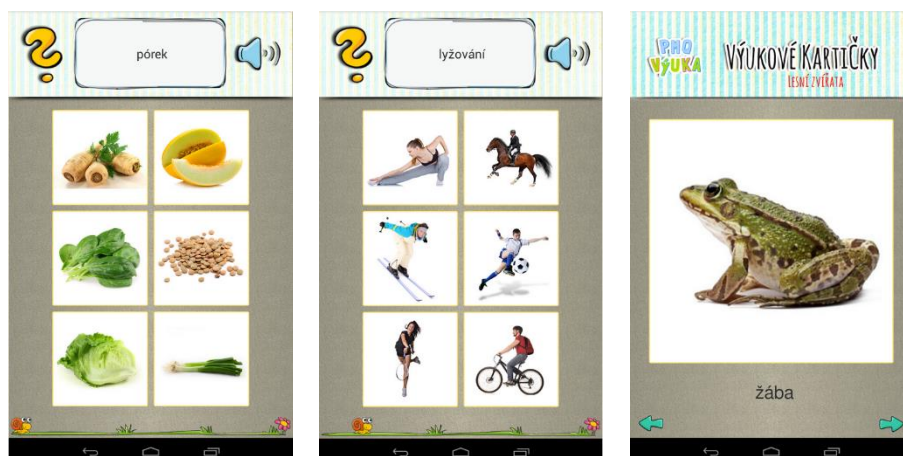 pórek
lyžování
PRO
VÝUKA
VÝUKOVÉ KARTIČKY
LESNÍ ZVÍŘATA
žába